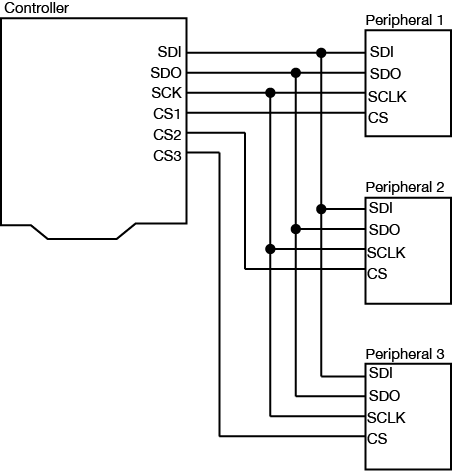 Controller
SDI
SDO
SCK
CS1
CS2
CS3
Peripheral 1
SDI
SDO
SCLK
CS
Peripheral 2
SDI
SDO
SCLK
CS
Peripheral 3
SDI
SDO
SCLK
CS